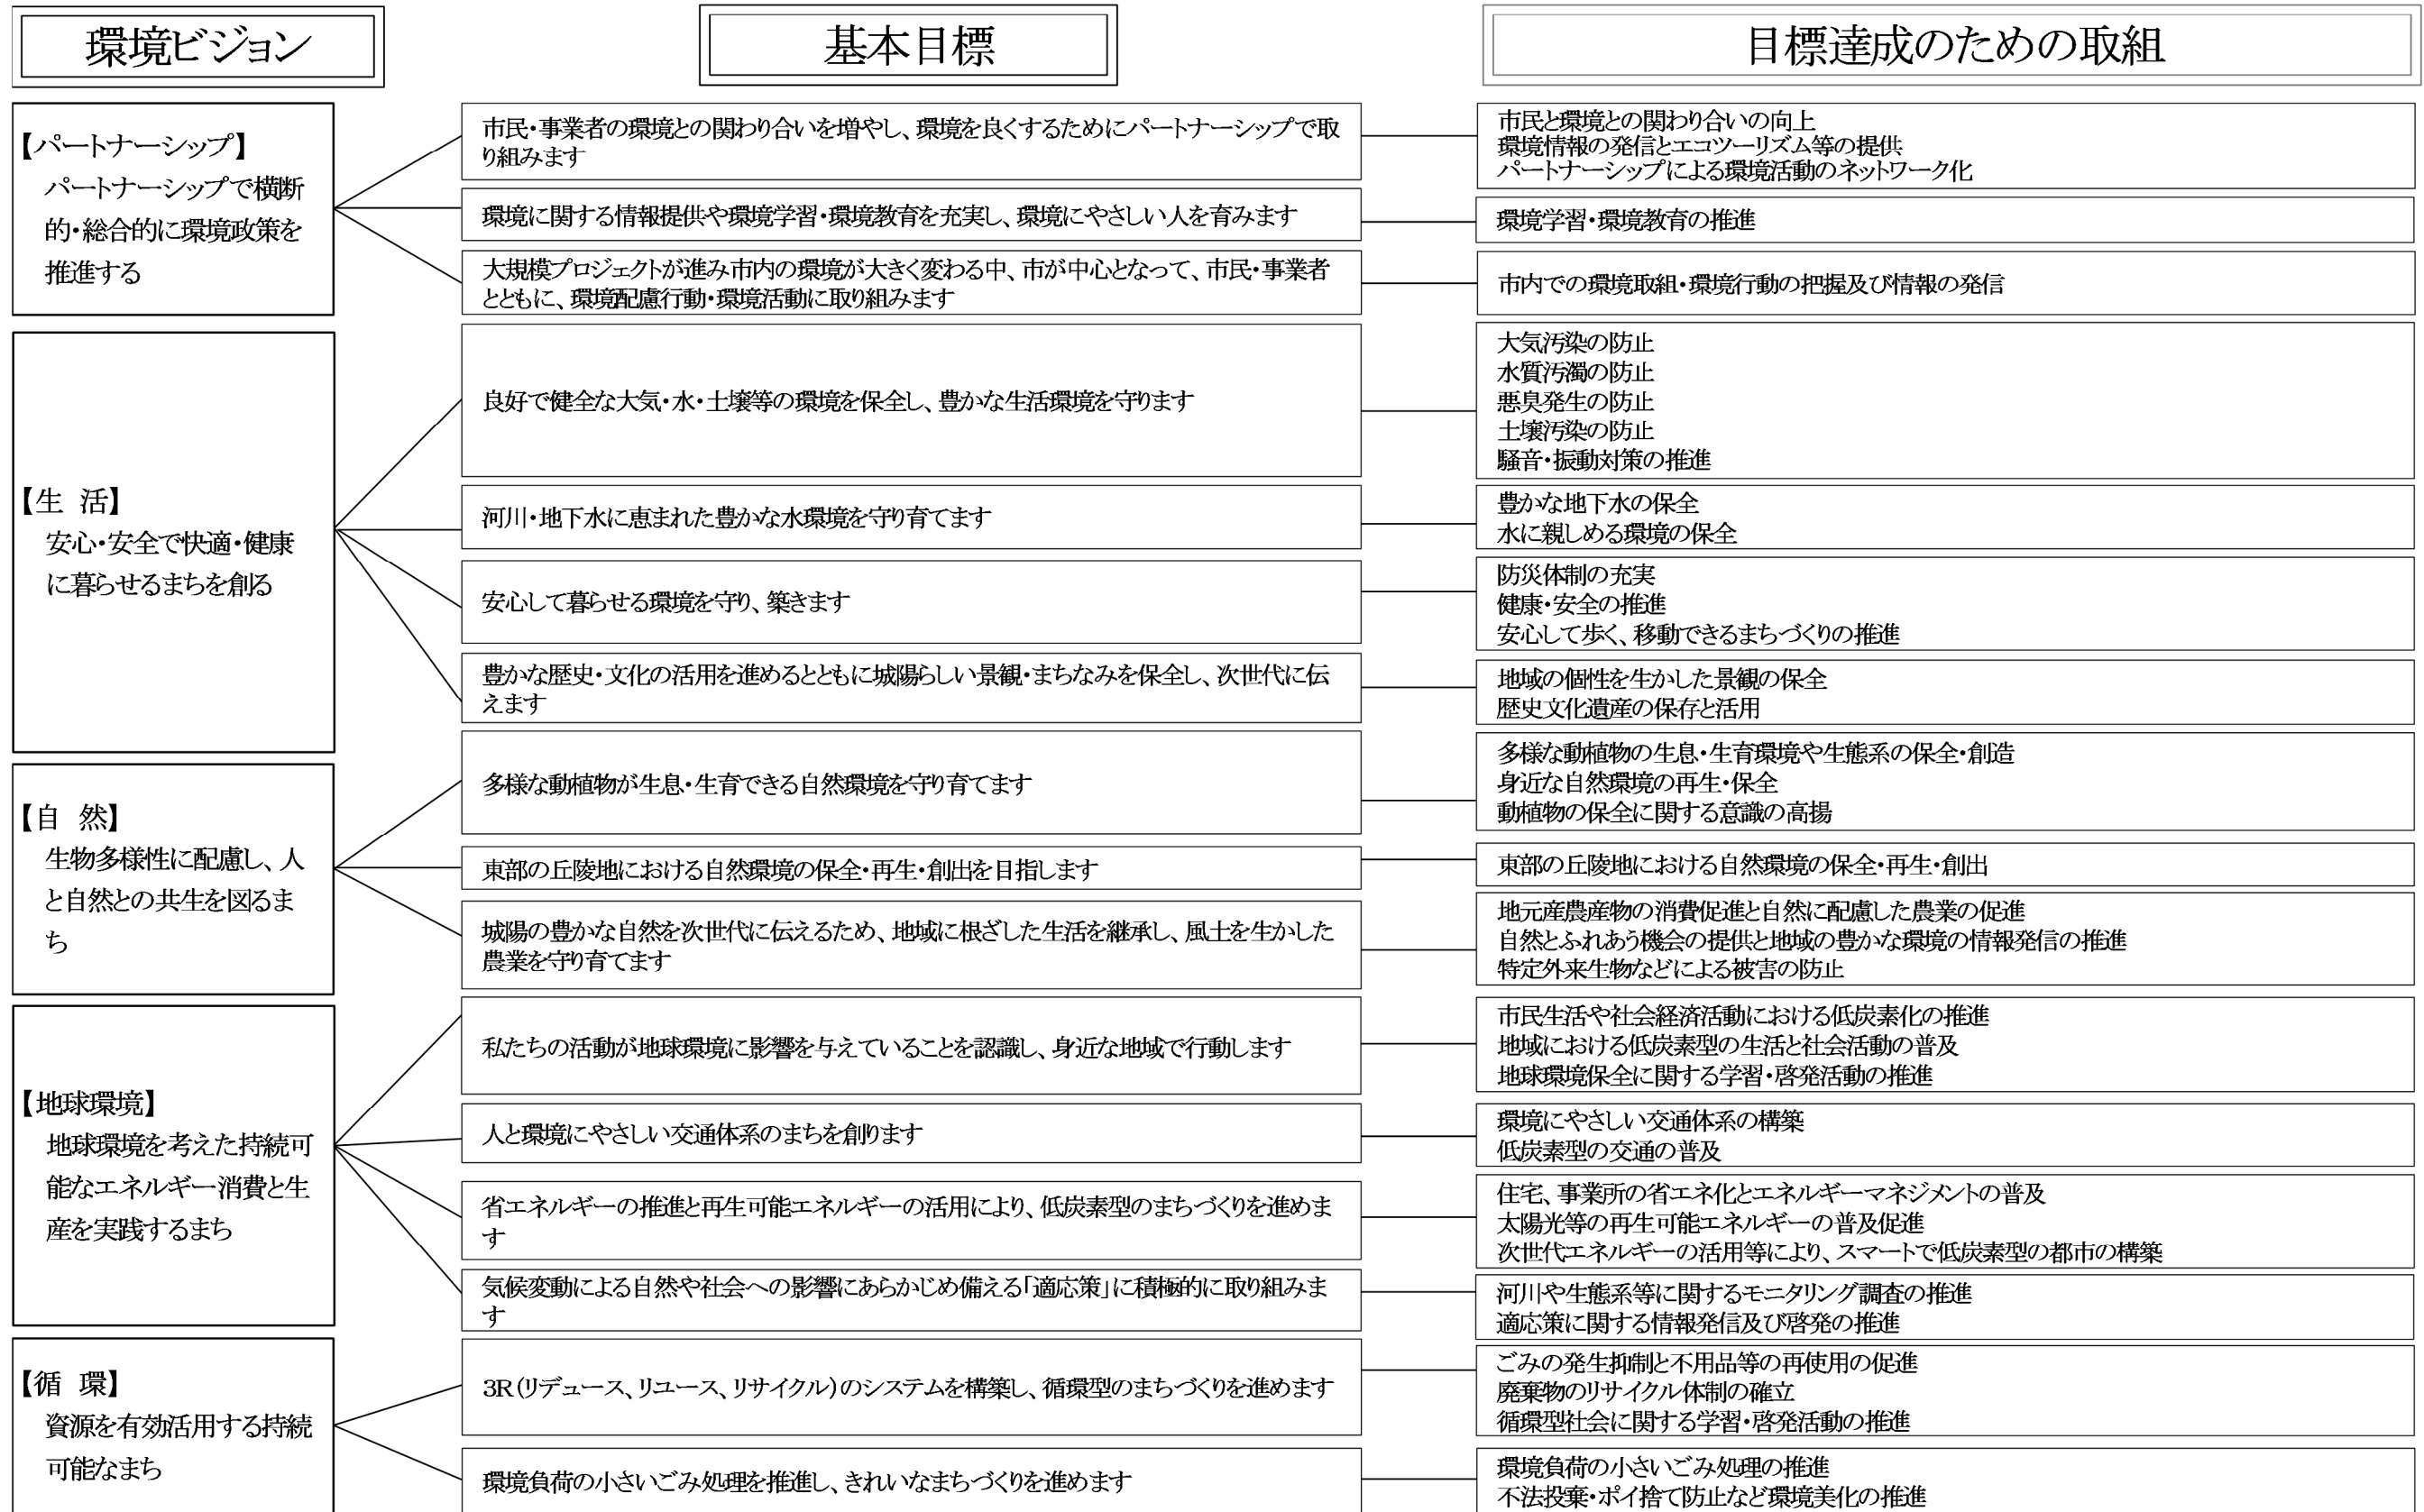 環境ビジョン
基本目標
目標達成のための取組
【パートナーシップ】
パートナーシップで横断
的・総合的に環境政策を
推進する
市民・事業者の環境との関わり合いを増やし、環境を良くするためにパートナーシップで取
り組みます
市民と環境との関わり合いの向上
環境情報の発信とエコツーリズム等の提供
パートナーシップによる環境活動のネットワーク化
環境に関する情報提供や環境学習・環境教育を充実し、環境にやさしい人を育みます
環境学習・環境教育の推進
大規模プロジェクトが進み市内の環境が大きく変わる中、市が中心となって、市民・事業者
とともに、環境配慮行動・環境活動に取り組みます
市内での環境取組・環境行動の把握及び情報の発信
【生 活】
安心・安全で快適・健康
に暮らせるまちを創る
良好で健全な大気・水・土壌等の環境を保全し、豊かな生活環境を守ります
大気汚染の防止
水質汚濁の防止
悪臭発生の防止
土壌汚染の防止
騒音・振動対策の推進
河川・地下水に恵まれた豊かな水環境を守り育てます
豊かな地下水の保全
水に親しめる環境の保全
安心して暮らせる環境を守り、築きます
防災体制の充実
健康・安全の推進
安心して歩く、移動できるまちづくりの推進
豊かな歴史・文化の活用を進めるとともに城陽らしい景観・まちなみを保全し、次世代に伝
えます
地域の個性を生かした景観の保全
歴史文化遺産の保存と活用
【自 然】
生物多様性に配慮し、人
と自然との共生を図るま
ち
多様な動植物が生息・生育できる自然環境を守り育てます
多様な動植物の生息・生育環境や生態系の保全・創造
身近な自然環境の再生・保全
動植物の保全に関する意識の高揚
東部の丘陵地における自然環境の保全・再生・創出を目指します
東部の丘陵地における自然環境の保全・再生・創出
城陽の豊かな自然を次世代に伝えるため、地域に根ざした生活を継承し、風土を生かした
農業を守り育てます
地元産農産物の消費促進と自然に配慮した農業の促進
自然とふれあう機会の提供と地域の豊かな環境の情報発信の推進
特定外来生物などによる被害の防止
【地球環境】
地球環境を考えた持続可
能なエネルギー消費と生
産を実践するまち
私たちの活動が地球環境に影響を与えていることを認識し、身近な地域で行動します
市民生活や社会経済活動における低炭素化の推進
地域における低炭素型の生活と社会活動の普及
地球環境保全に関する学習・啓発活動の推進
人と環境にやさしい交通体系のまちを創ります
環境にやさしい交通体系の構築
低炭素型の交通の普及
省エネルギーの推進と再生可能エネルギーの活用により、低炭素型のまちづくりを進めま
す
住宅、事業所の省エネ化とエネルギーマネジメントの普及
太陽光等の再生可能エネルギーの普及促進
次世代エネルギーの活用等により、スマートで低炭素型の都市の構築
気候変動による自然や社会への影響にあらかじめ備える「適応策」に積極的に取り組みま
す
河川や生態系等に関するモニタリング調査の推進
適応策に関する情報発信及び啓発の推進
【循 環】
資源を有効活用する持続
可能なまち
3R(リデュース、リユース、リサイクル)のシステムを構築し、循環型のまちづくりを進めます
ごみの発生抑制と不用品等の再使用の促進
廃棄物のリサイクル体制の確立
循環型社会に関する学習・啓発活動の推進
環境負荷の小さいごみ処理を推進し、きれいなまちづくりを進めます
環境負荷の小さいごみ処理の推進
不法投棄・ポイ捨て防止など環境美化の推進